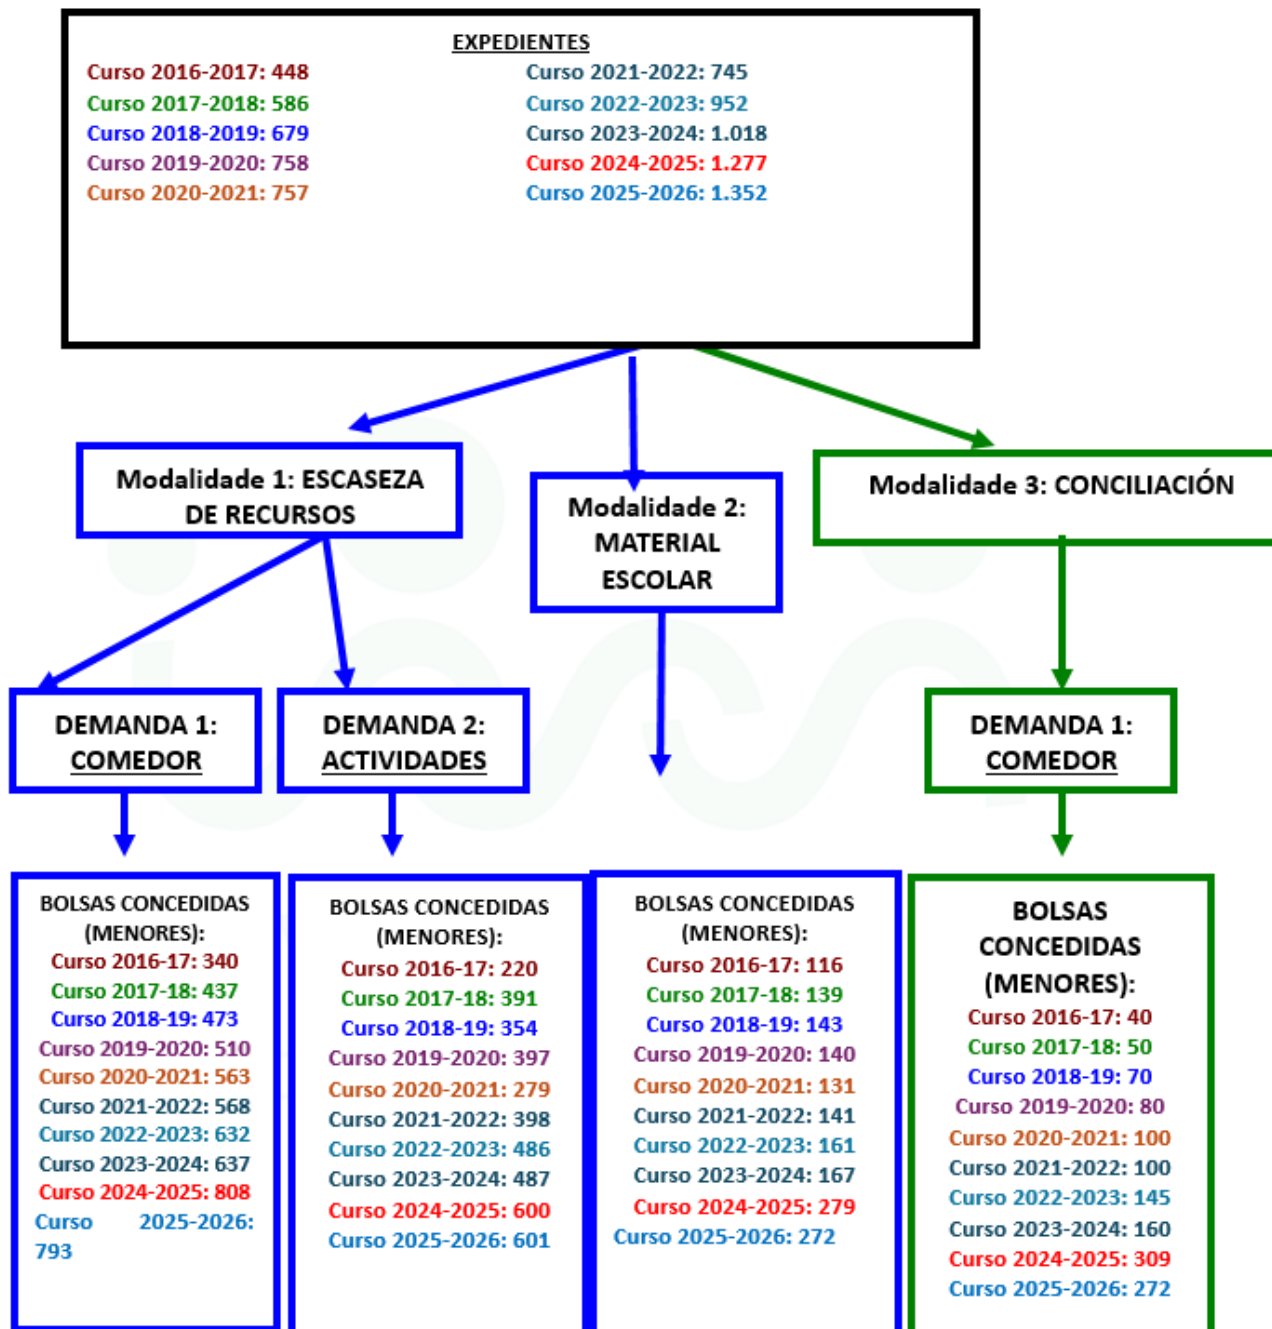 EXPEDIENTES
Curso 2016-2017: 448
Curso 2017-2018: 586
Curso 2018-2019: 679
Curso 2019-2020: 758
Curso 2020-2021: 757
Curso 2021-2022: 745
Curso 2022-2023: 952
Curso 2023-2024: 1.018
Curso 2024-2025: 1.277
Curso 2025-2026: 1.352
Modalidade 1: ESCASEZA
DE RECURSOS
Modalidade 2:
MATERIAL
ESCOLAR
Modalidade 3: CONCILIACIÓN
DEMANDA 1:
COMEDOR
DEMANDA 2:
ACTIVIDADES
DEMANDA 1:
COMEDOR
BOLSAS CONCEDIDAS
(MENORES):
Curso 2016-17: 340
Curso 2017-18: 437
Curso 2018-19: 473
Curso 2019-2020: 510
Curso 2020-2021: 563
Curso 2021-2022: 568
Curso 2022-2023: 632
Curso 2023-2024: 637
Curso 2024-2025: 808
Curso 2025-2026:
793
BOLSAS CONCEDIDAS
(MENORES):
Curso 2016-17: 220
Curso 2017-18: 391
Curso 2018-19: 354
Curso 2019-2020: 397
Curso 2020-2021: 279
Curso 2021-2022: 398
Curso 2022-2023: 486
Curso 2023-2024: 487
Curso 2024-2025: 600
Curso 2025-2026: 601
BOLSAS CONCEDIDAS
(MENORES):
Curso 2016-17: 116
Curso 2017-18: 139
Curso 2018-19: 143
Curso 2019-2020: 140
Curso 2020-2021: 131
Curso 2021-2022: 141
Curso 2022-2023: 161
Curso 2023-2024: 167
Curso 2024-2025: 279
Curso 2025-2026: 272
BOLSAS
CONCEDIDAS
(MENORES):
Curso 2016-17: 40
Curso 2017-18: 50
Curso 2018-19: 70
Curso 2019-2020: 80
Curso 2020-2021: 100
Curso 2021-2022: 100
Curso 2022-2023: 145
Curso 2023-2024: 160
Curso 2024-2025: 309
Curso 2025-2026: 272